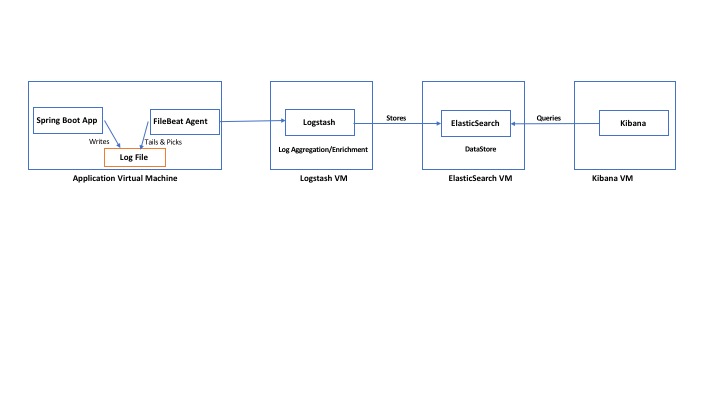 Spring Boot App
FileBeat Agent
Writes
Tails & Picks
Log File
Application Virtual Machine
Logstash
Log Aggregation/Enrichment
Logstash VM
Stores
ElasticSearch
DataStore
ElasticSearch VM
Queries
Kibana
Kibana VM